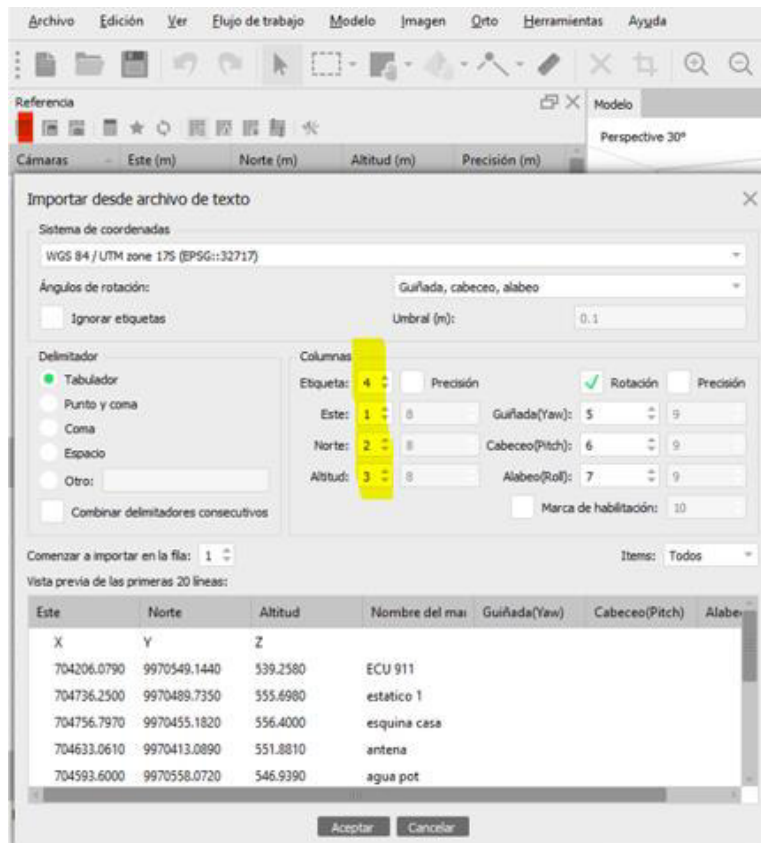 Archivo Edición Ver Flujo de trabajo Modelo Imagen Orto Herramientas Ayuda
Referencia
Modelo
Perspective 30°
Cámaras Este (m) Norte (m) Altitud (m) Precisión (m)
Importar desde archivo de texto
Sistema de coordenadas
WGS 84 / UTM zone 17S (EPSG::32717)
Ángulos de rotación: Guiñada, cabeceo, alabeo
Ignorar etiquetas Umbral (m): 0.1
Delimitador
Tabulador
Punto y coma
Coma
Espacio
Otro:
Combinar delimitadores consecutivos
Columnas
Etiqueta: 4 Precisión Rotación Precisión
Este: 1 8 Guiñada(Yaw): 5 9
Norte: 2 8 Cabeceo(Pitch): 6 9
Altitud: 3 8 Alabeo(Roll): 7 9
Marca de habilitación: 10
Comenzar a importar en la fila: 1 Items: Todos
Vista previa de las primeras 20 líneas:
Este Norte Altitud Nombre del mar Guiñada(Yaw) Cabeceo(Pitch) Alabe
X Y Z
704206.0790 9970549.1440 539.2580 ECU 911
704736.2500 9970489.7350 555.6980 estatico 1
704756.7970 9970455.1820 556.4000 esquina casa
704633.0610 9970413.0890 551.8810 antena
704593.6000 9970558.0720 546.9390 agua pot
Aceptar Cancelar